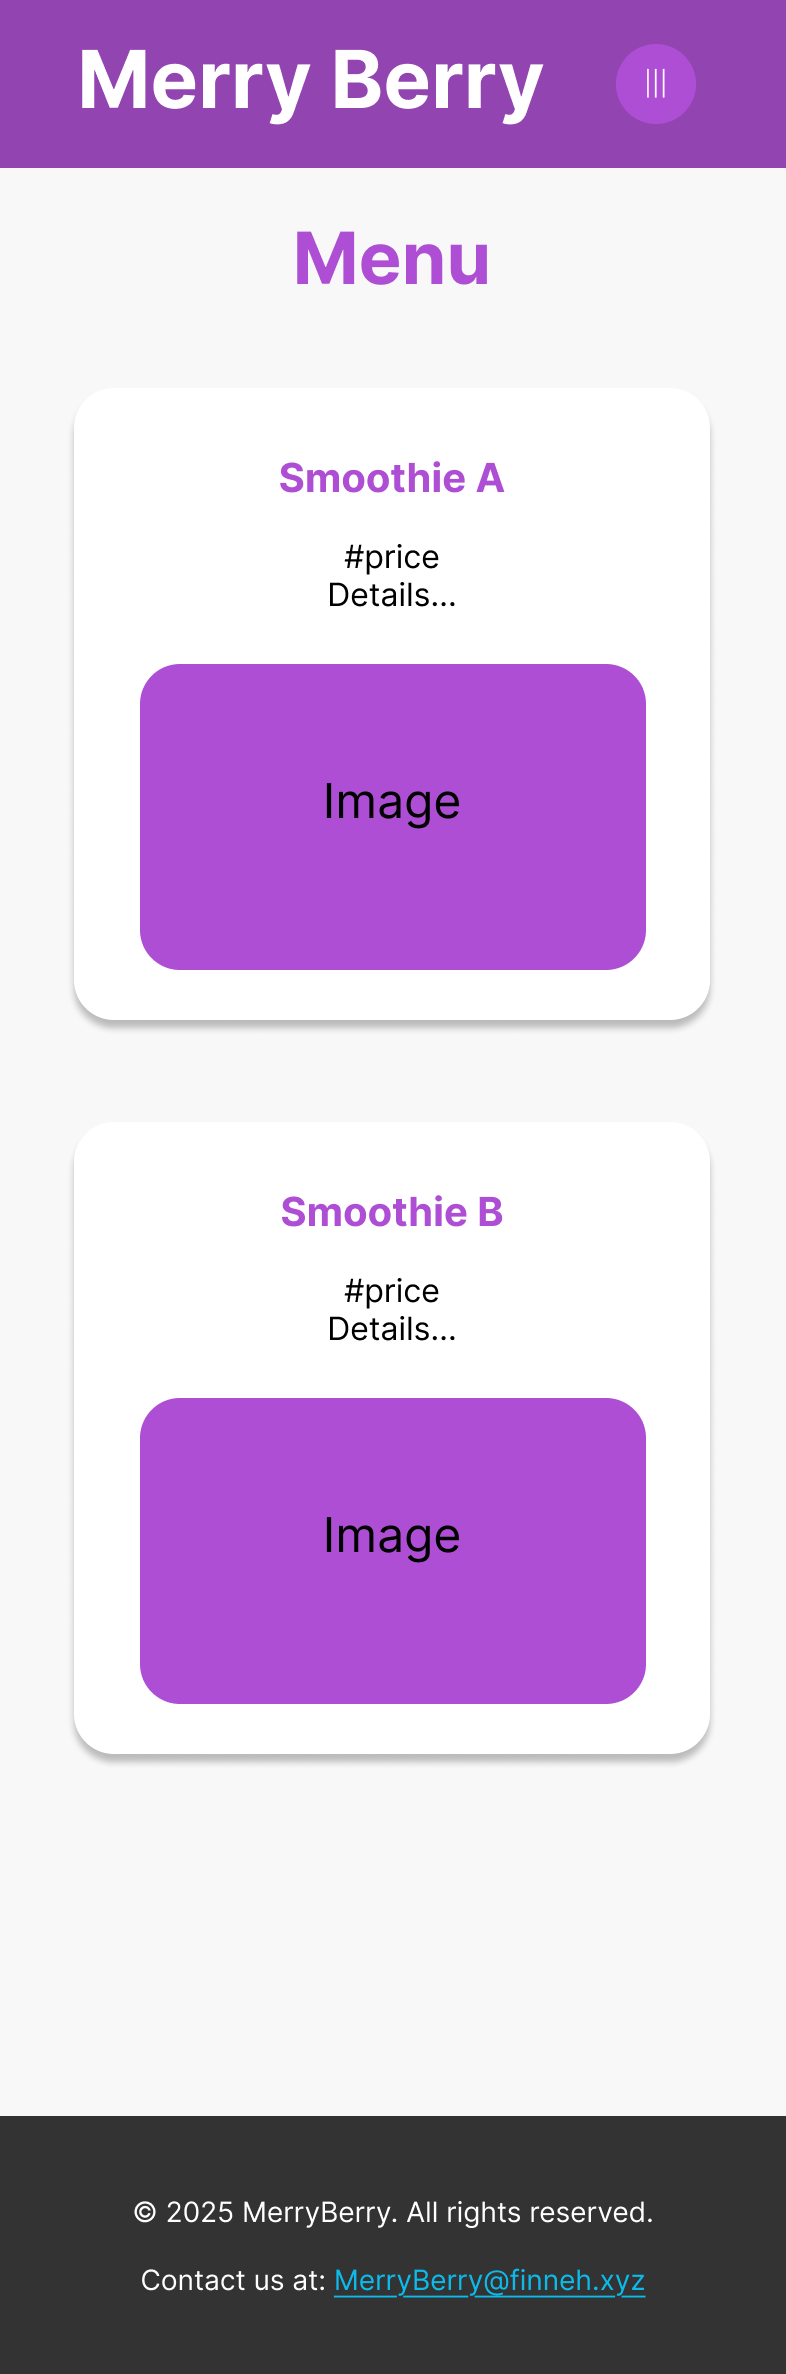 Merry Berry
Menu
Smoothie A
#price
Details...
Image
Smoothie B
#price
Details...
Image
© 2025 MerryBerry. All rights reserved.
Contact us at: MerryBerry@finneh.xyz